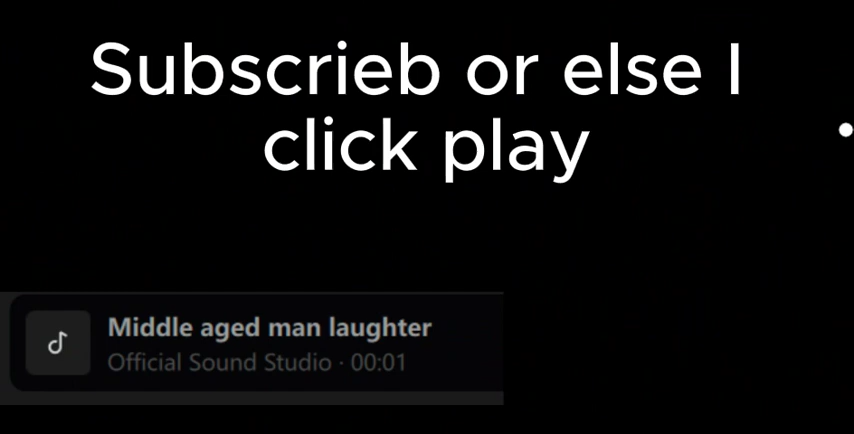 Subscrieb or else I
click play
Middle aged man laughter
Official Sound Studio · 00:01